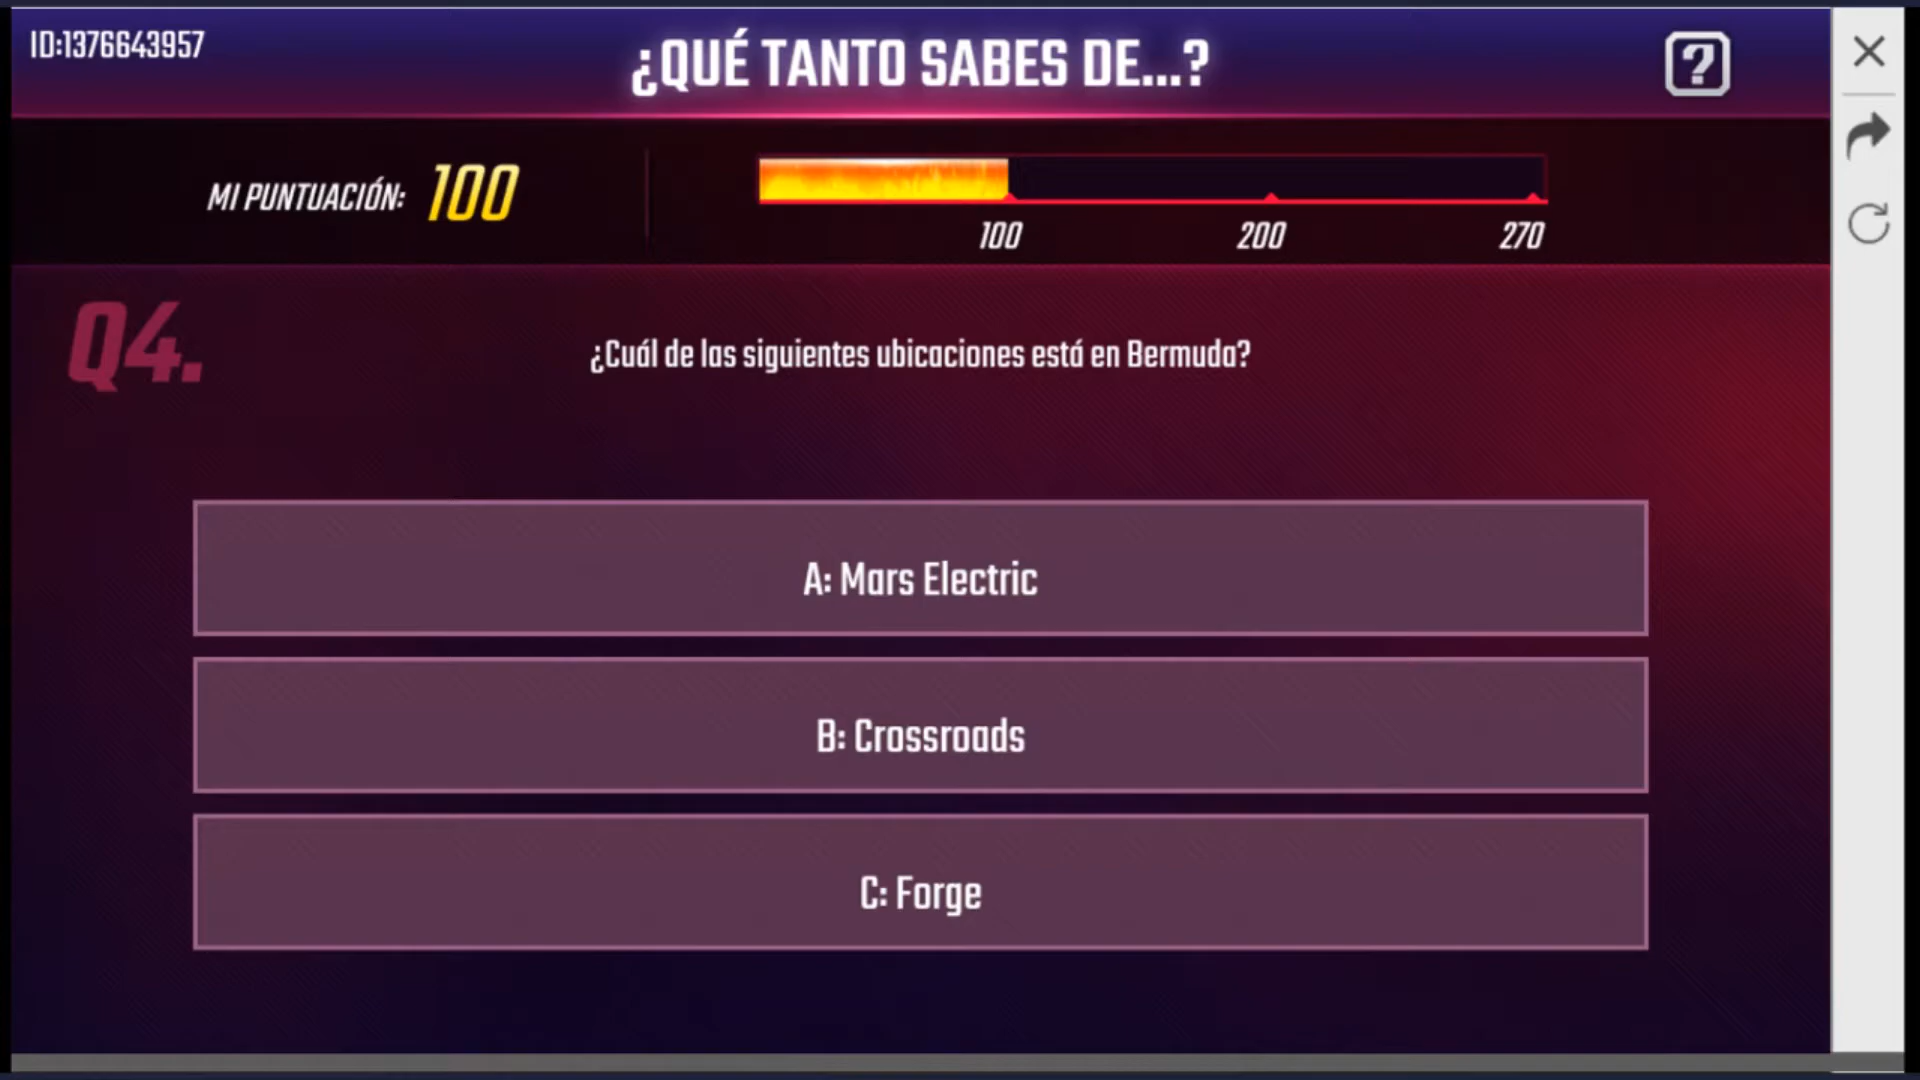 ID:1376643957
¿QUÉ TANTO SABES DE...?
MI PUNTUACIÓN: 100
100 200 270
Q4.
¿Cuál de las siguientes ubicaciones está en Bermuda?
A: Mars Electric
B: Crossroads
C: Forge